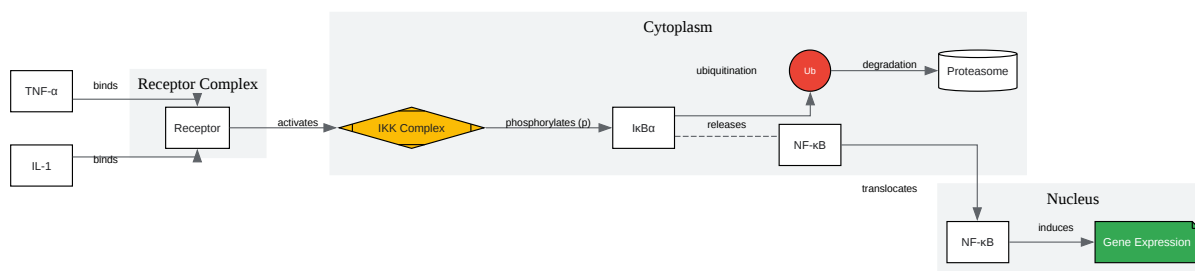 Cytoplasm
Receptor Complex
TNF-α
binds
Receptor
IL-1
binds
activates
IKK Complex
phosphorylates (p)
IκBα
ubiquitination
Ub
degradation
Proteasome
releases
NF-κB
translocates
Nucleus
NF-κB
induces
Gene Expression